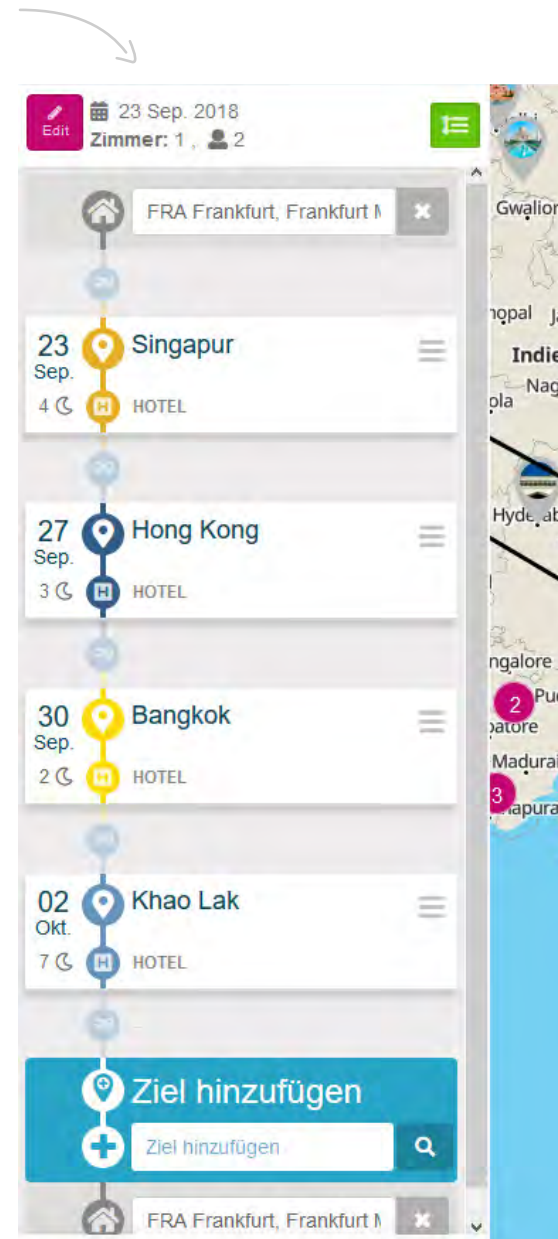 Edit
23 Sep. 2018
Zimmer: 1 , 2
FRA Frankfurt, Frankfurt
23 Sep.
Singapur
4
H HOTEL
27 Sep.
Hong Kong
3
H HOTEL
30 Sep.
Bangkok
2
H HOTEL
02 Okt.
Khao Lak
7
H HOTEL
Ziel hinzufügen
Ziel hinzufügen
FRA Frankfurt, Frankfurt
Gwalior
Indie
Nag
ngalore
2
Madurai
3
apura